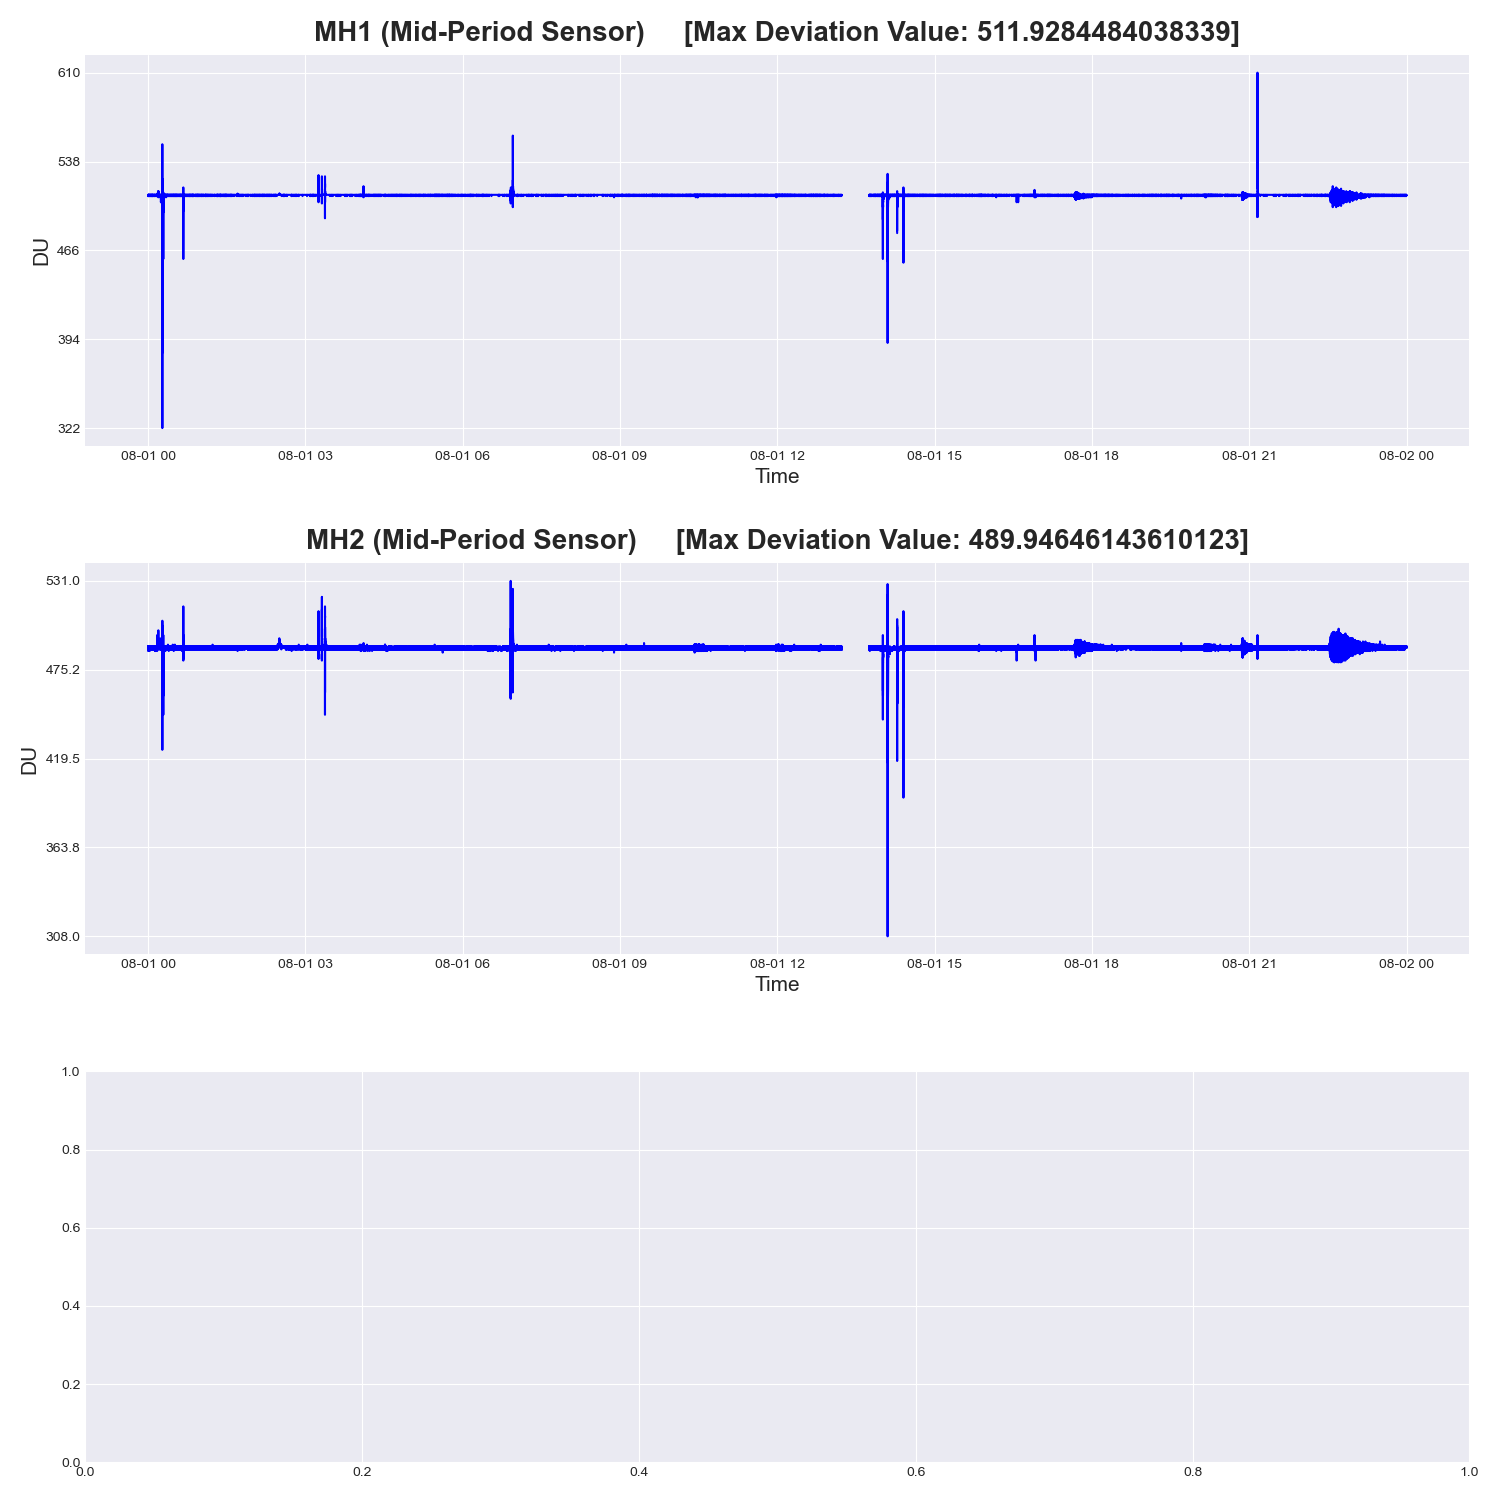 MH1 (Mid-Period Sensor) [Max Deviation Value: 511.9284484038339]
610
538
466
394
322
DU
08-01 00 08-01 03 08-01 06 08-01 09 08-01 12 08-01 15 08-01 18 08-01 21 08-02 00
Time
MH2 (Mid-Period Sensor) [Max Deviation Value: 489.94646143610123]
531.0
475.2
419.5
363.8
308.0
DU
08-01 00 08-01 03 08-01 06 08-01 09 08-01 12 08-01 15 08-01 18 08-01 21 08-02 00
Time
1.0
0.8
0.6
0.4
0.2
0.0
0.0 0.2 0.4 0.6 0.8 1.0